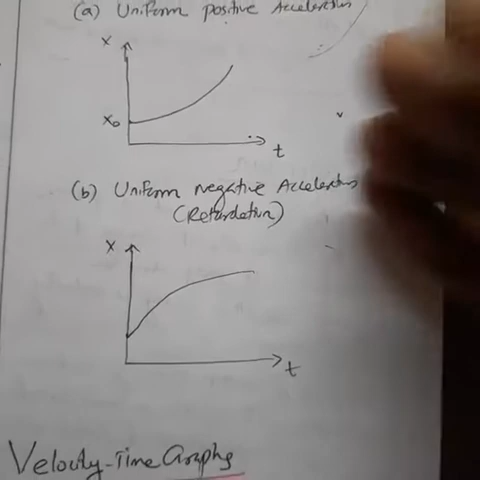 (a) Uniform positive Acceleration
x
x₀
t
(b) Uniform negative Acceleration
(Retardation)
x
t
Velocity-Time Graphs